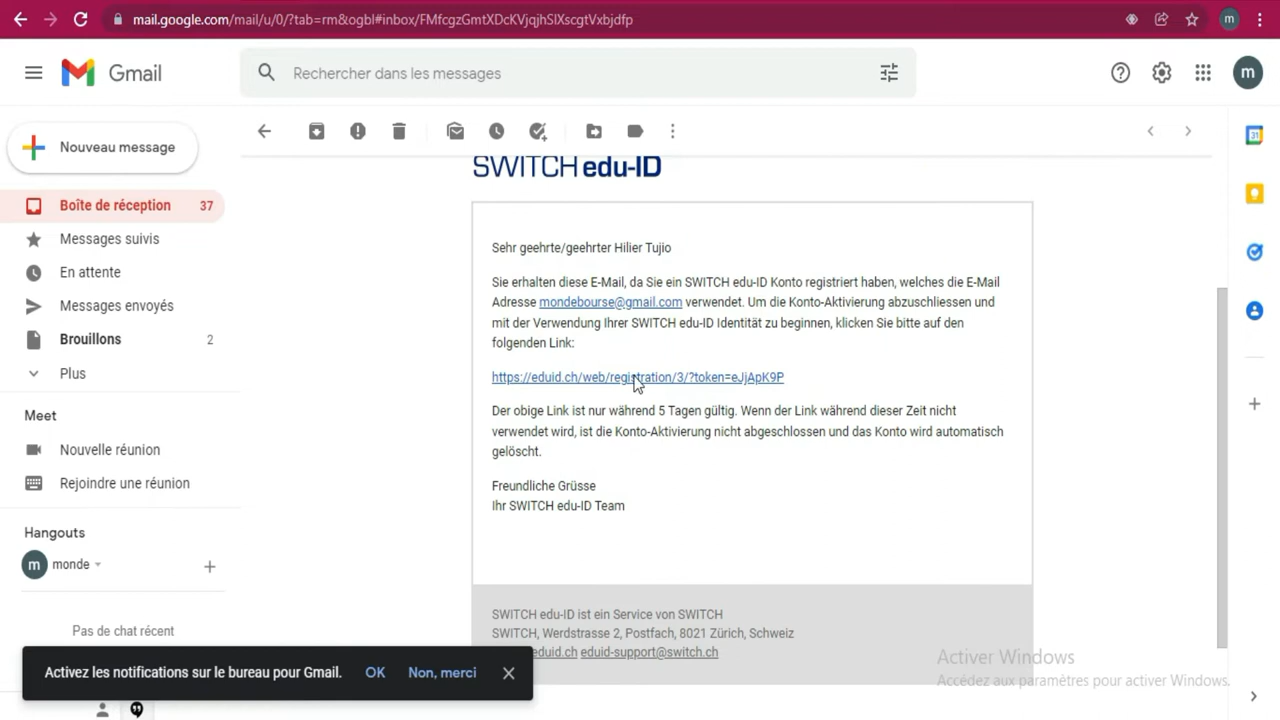 mail.google.com/mail/u/0/?tab=rm&ogbl#inbox/FMfcgzGmtXDcKVjqjhSlXscgtVxbjdfp
m
Gmail
Rechercher dans les messages
m
Nouveau message
SWITCH edu-ID
Boîte de réception 37
Messages suivis
En attente
Messages envoyés
Brouillons 2
Plus
Meet
Nouvelle réunion
Rejoindre une réunion
Hangouts
m monde
Pas de chat récent
Sehr geehrte/geehrter Hilier Tujio
Sie erhalten diese E-Mail, da Sie ein SWITCH edu-ID Konto registriert haben, welches die E-Mail
Adresse mondebourse@gmail.com verwendet. Um die Konto-Aktivierung abzuschliessen und
mit der Verwendung Ihrer SWITCH edu-ID Identität zu beginnen, klicken Sie bitte auf den
folgenden Link:
https://eduid.ch/web/registration/3/?token=eJjApK9P
Der obige Link ist nur während 5 Tagen gültig. Wenn der Link während dieser Zeit nicht
verwendet wird, ist die Konto-Aktivierung nicht abgeschlossen und das Konto wird automatisch
gelöscht.
Freundliche Grüsse
Ihr SWITCH edu-ID Team
SWITCH edu-ID ist ein Service von SWITCH
SWITCH, Werdstrasse 2, Postfach, 8021 Zürich, Schweiz
eduid.ch eduid-support@switch.ch
Activez les notifications sur le bureau pour Gmail. OK Non, merci
31
Activer Windows
Accédez aux paramètres pour activer Windows.